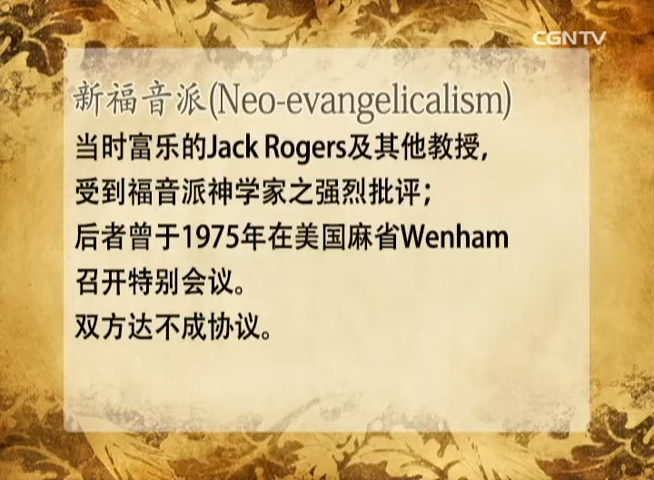 CGNTV
新福音派(Neo-evangelicalism)
当时富乐的Jack Rogers及其他教授,
受到福音派神学家之强烈批评；
后者曾于1975年在美国麻省Wenham
召开特别会议。
双方达不成协议。